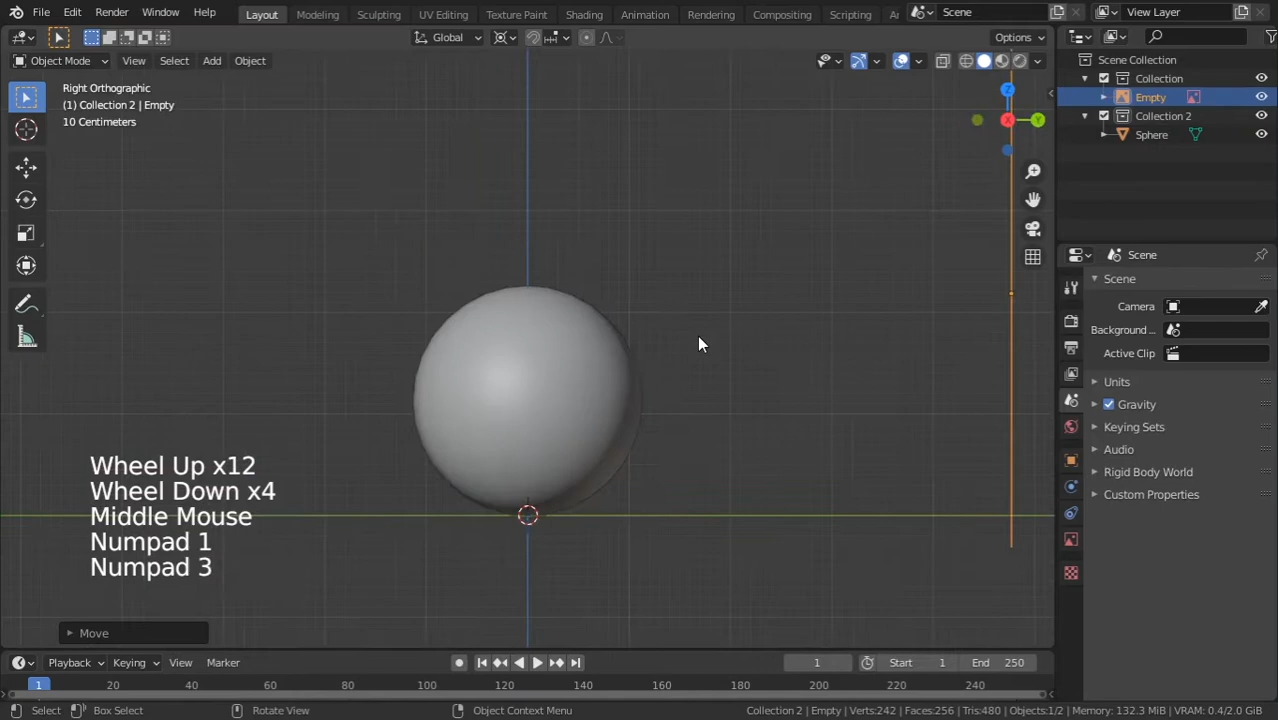 File Edit Render Window Help Layout Modeling Sculpting UV Editing Texture Paint Shading Animation Rendering Compositing Scripting Scene View Layer
Global Options
Object Mode View Select Add Object
Right Orthographic
(1) Collection 2 | Empty
10 Centimeters
Z
X
Y
Scene Collection
Collection
Empty
Collection 2
Sphere
Scene
Scene
Camera
Background ...
Active Clip
Units
Gravity
Keying Sets
Audio
Rigid Body World
Custom Properties
Wheel Up x12
Wheel Down x4
Middle Mouse
Numpad 1
Numpad 3
Move
Playback Keying View Marker 1 Start 1 End 250
1 20 40 60 80 100 120 140 160 180 200 220 240
Select Box Select Rotate View Object Context Menu Collection 2 | Empty | Verts:242 | Faces:256 | Tris:480 | Objects:1/2 | Memory: 132.3 MiB | VRAM: 0.4/2.0 GiB